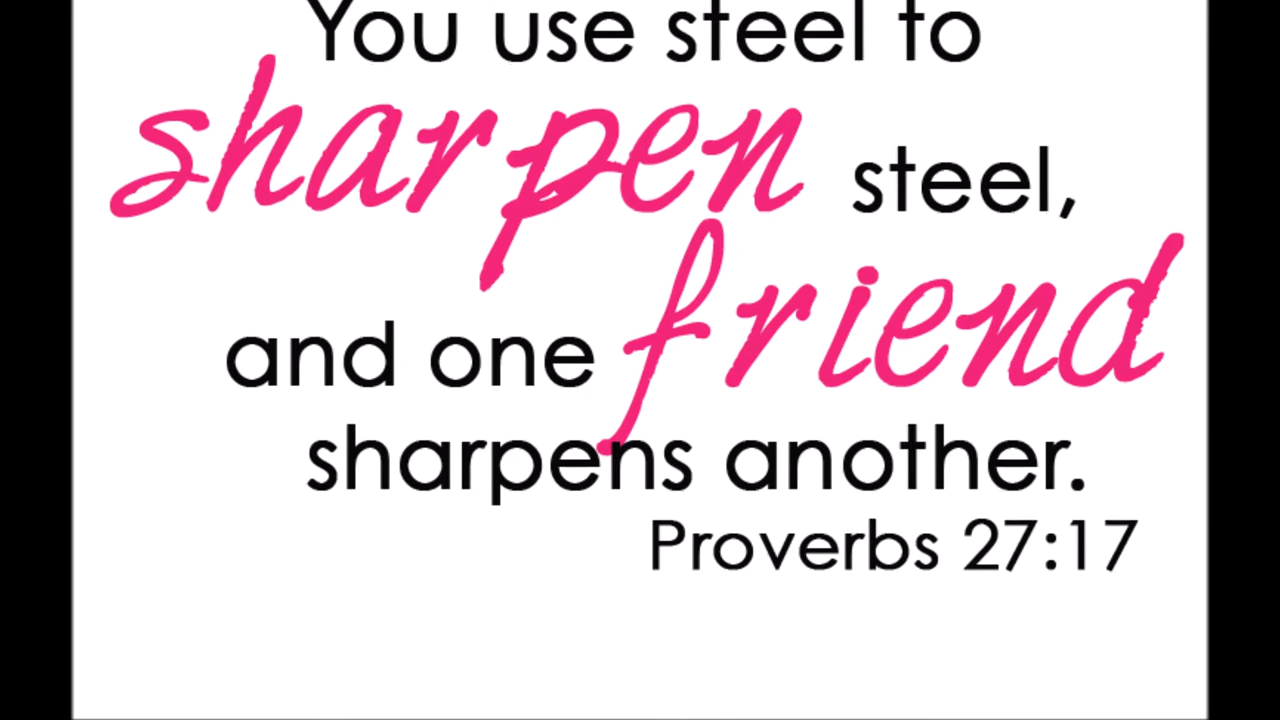 You use steel to
sharpen steel,
and one friend
sharpens another.
Proverbs 27:17